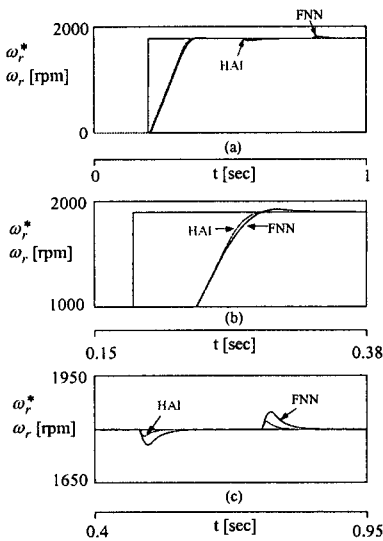 2000
FNN
ω_r^*
ω_r [rpm]
HAI
0
(a)
0
1
t [sec]
2000
ω_r^*
ω_r [rpm]
HAI
FNN
1000
(b)
0.15
0.38
t [sec]
1950
ω_r^*
HAI
FNN
ω_r [rpm]
1650
(c)
0.4
0.95
t [sec]